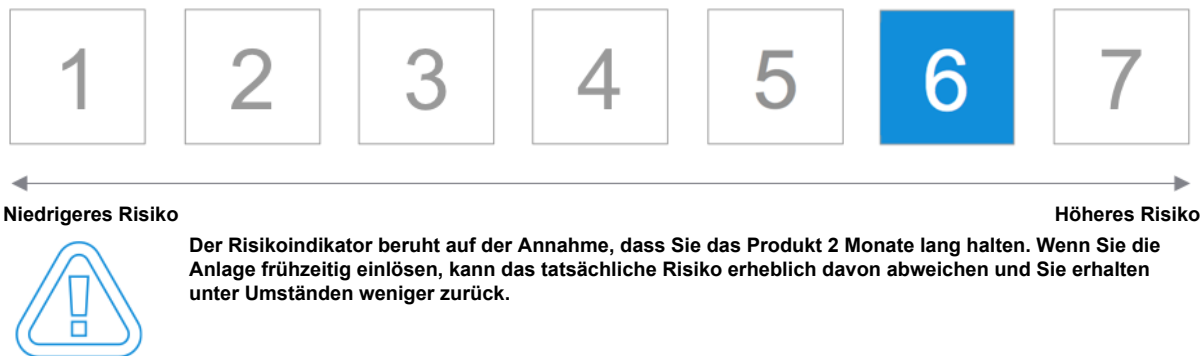 1 2 3 4 5 6 7
Niedrigeres Risiko Höheres Risiko
Der Risikoindikator beruht auf der Annahme, dass Sie das Produkt 2 Monate lang halten. Wenn Sie die
Anlage frühzeitig einlösen, kann das tatsächliche Risiko erheblich davon abweichen und Sie erhalten
unter Umständen weniger zurück.